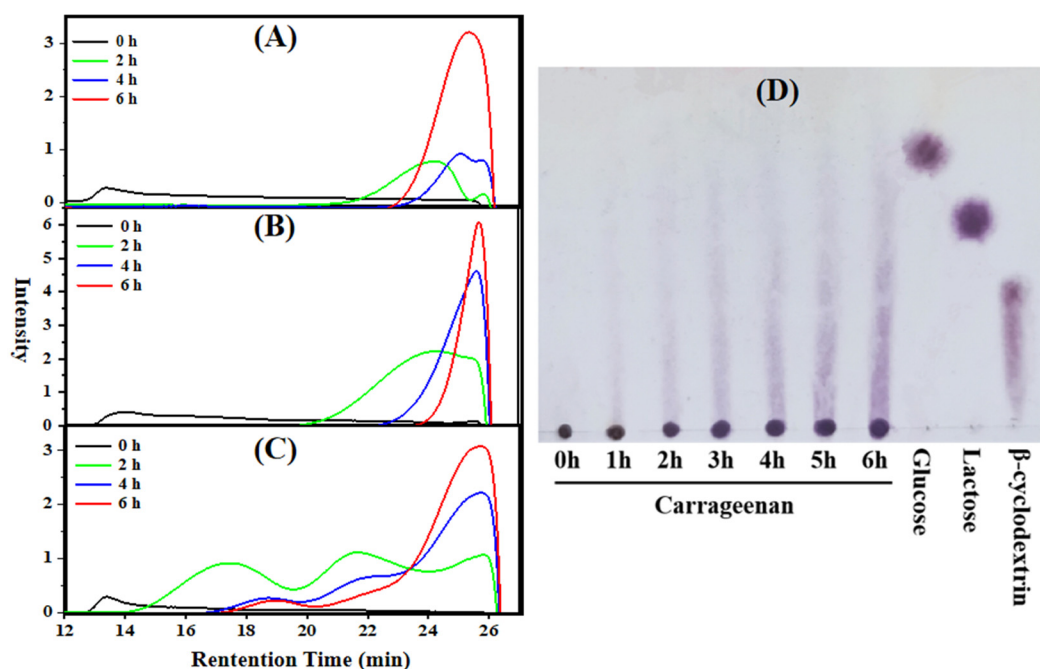 (A)
0 h
2 h
4 h
6 h
3
2
1
0
(B)
0 h
2 h
4 h
6 h
6
5
4
3
2
1
0
(C)
0 h
2 h
4 h
6 h
3
2
1
0
12 14 16 18 20 22 24 26
Rentention Time (min)
Intensity
(D)
0h 1h 2h 3h 4h 5h 6h
Carrageenan
Glucose
Lactose
β-cyclodextrin